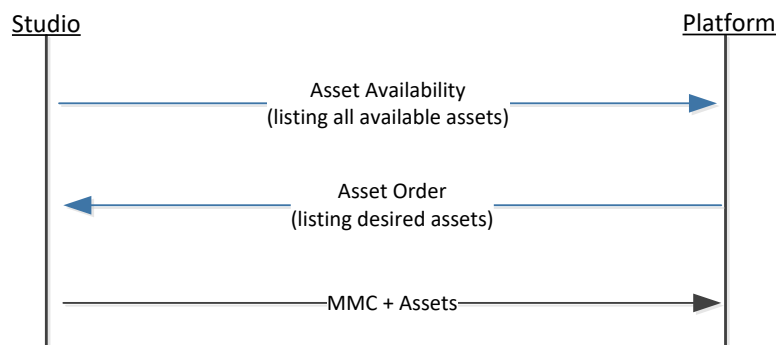 Studio
Platform
Asset Availability
(listing all available assets)
Asset Order
(listing desired assets)
MMC + Assets